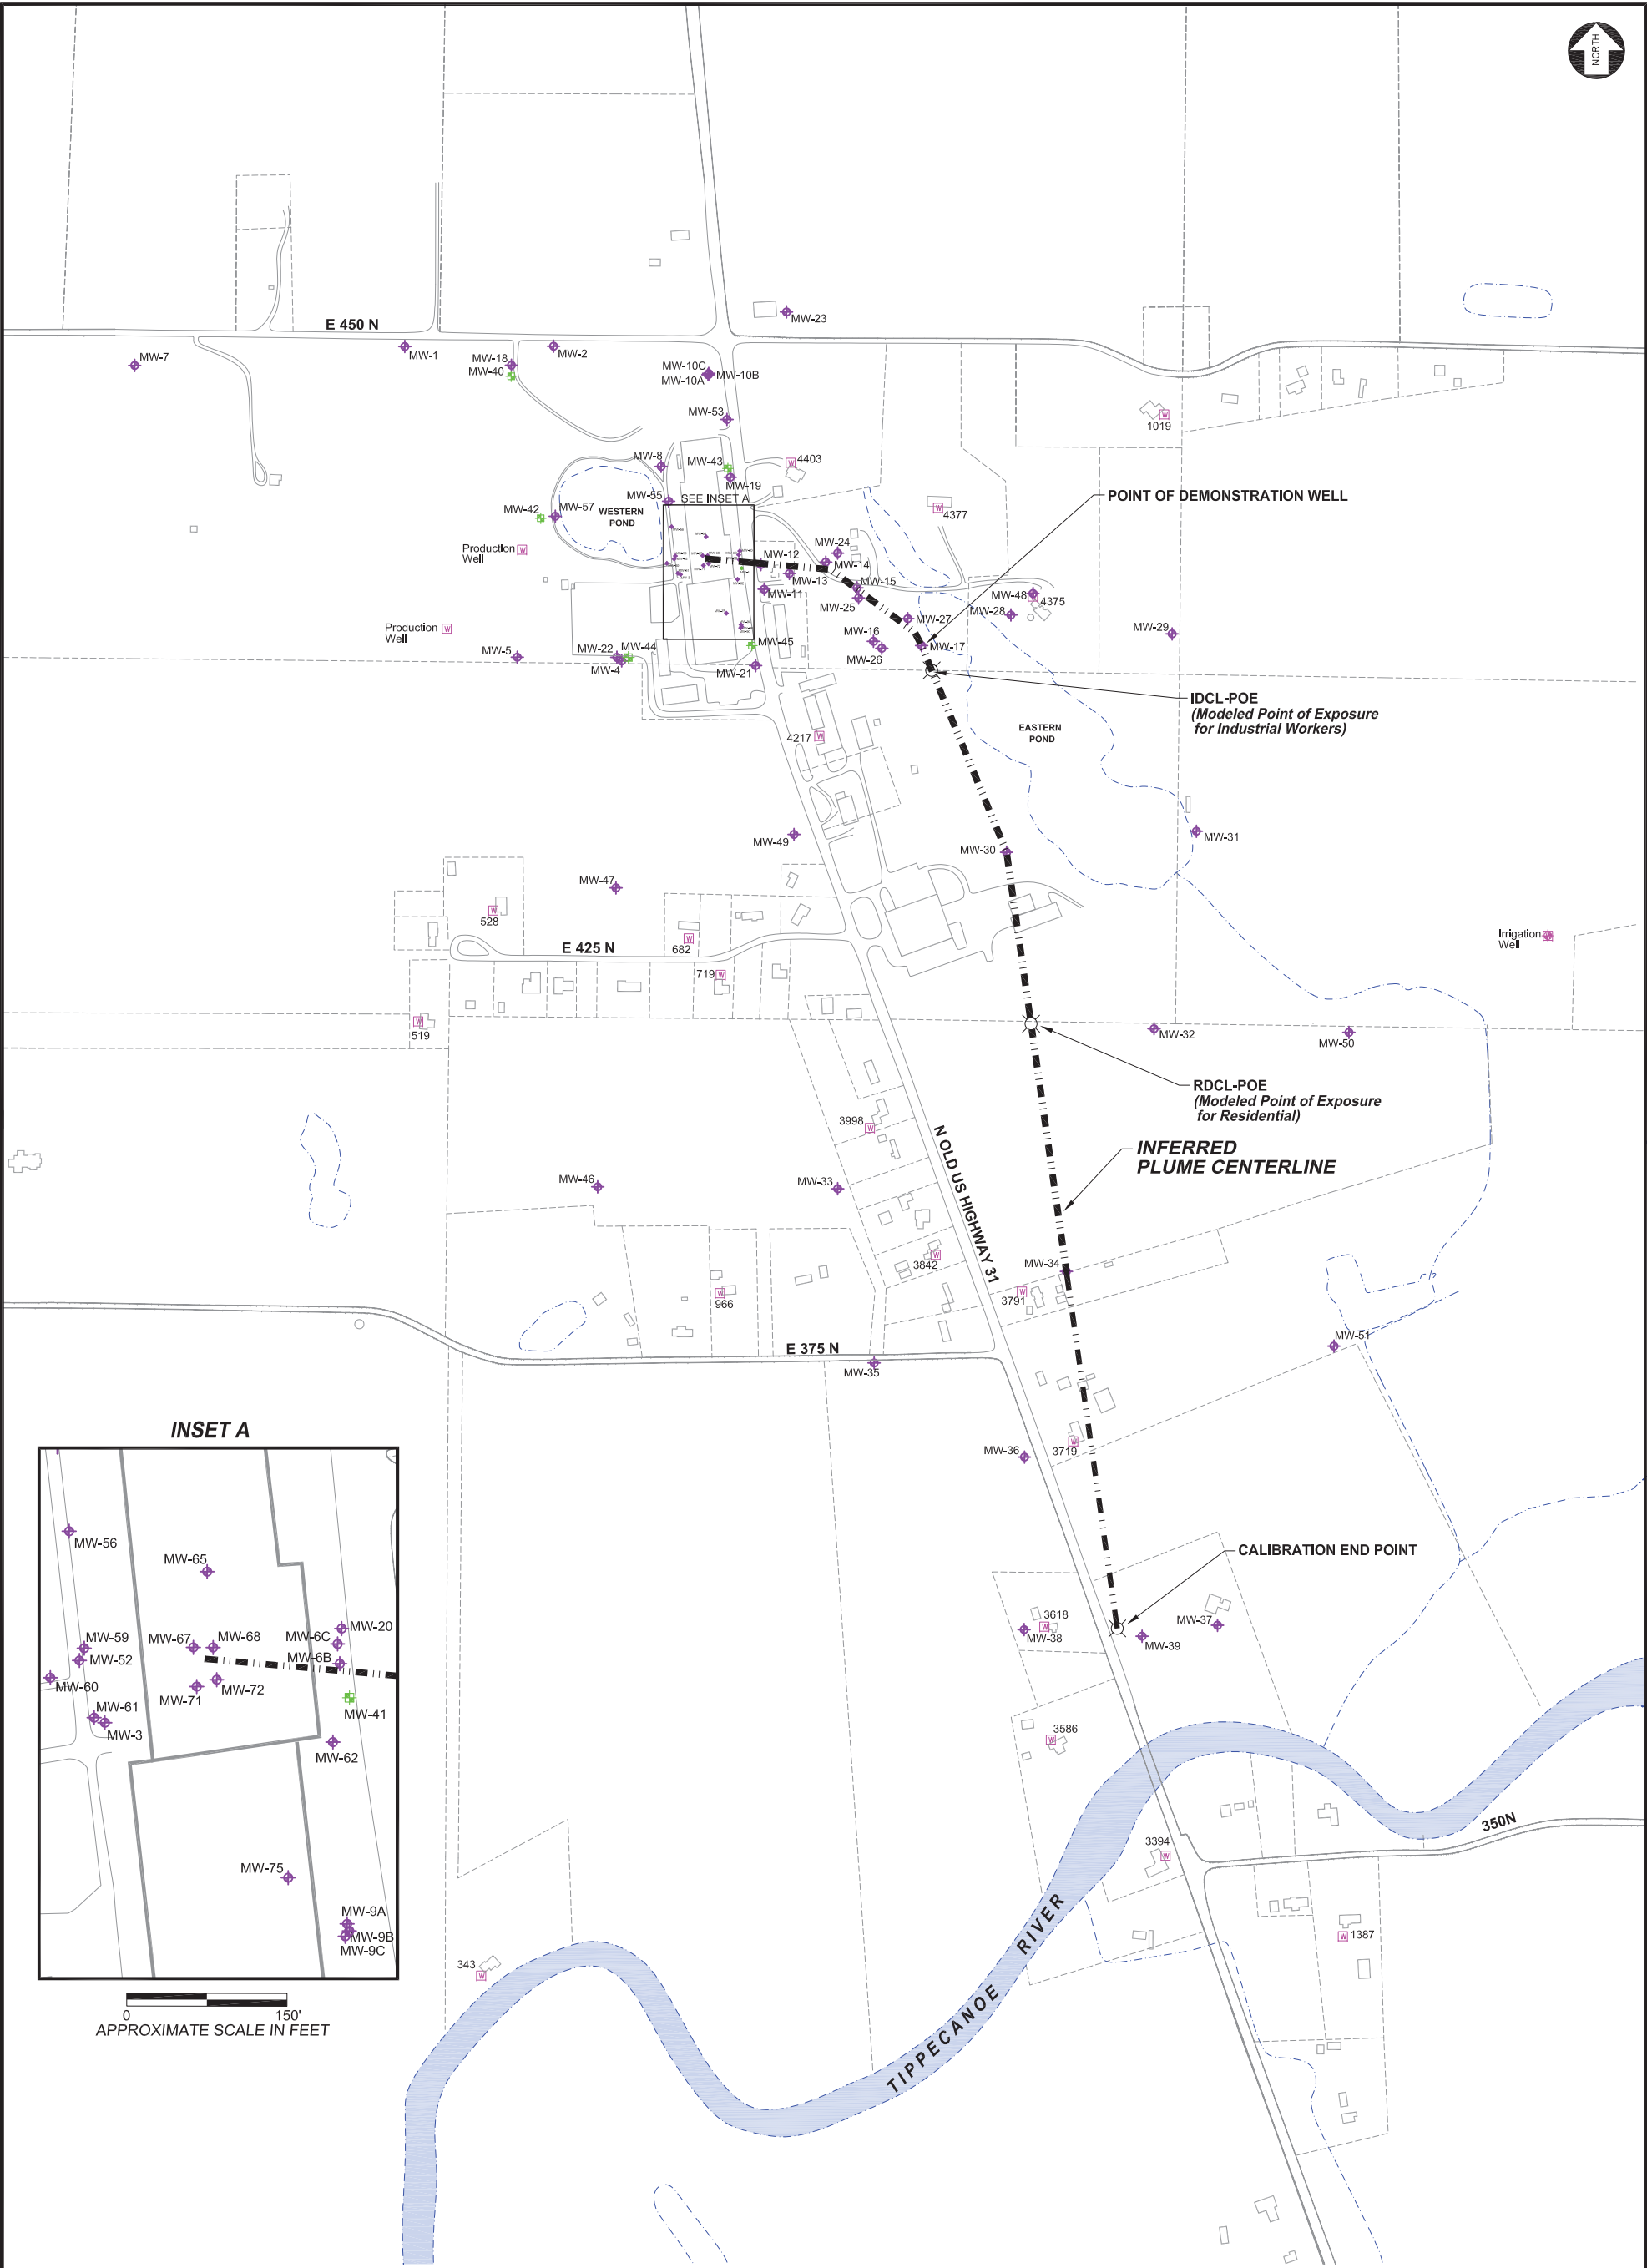 NORTH
E 450 N
MW-23
MW-7
MW-1
MW-18
MW-40
MW-2
MW-10C
MW-10A
MW-10B
MW-53
1019
MW-8
MW-43
4403
MW-19
MW-55
SEE INSET A
POINT OF DEMONSTRATION WELL
4377
MW-42
MW-57
WESTERN
POND
Production
Well
MW-24
MW-12
MW-14
MW-13
MW-15
MW-11
MW-25
MW-48
4375
MW-28
MW-27
Production
Well
MW-29
MW-16
MW-45
MW-17
MW-5
MW-22
MW-44
MW-4
MW-26
MW-21
IDCL-POE
(Modeled Point of Exposure
for Industrial Workers)
EASTERN
POND
4217
MW-49
MW-31
MW-30
MW-47
528
E 425 N
682
Irrigation
Well
719
519
MW-32
MW-50
RDCL-POE
(Modeled Point of Exposure
for Residential)
3998
N OLD US HIGHWAY 31
INFERRED
PLUME CENTERLINE
MW-46
MW-33
3842
MW-34
3791
966
MW-51
E 375 N
MW-35
INSET A
MW-36
3719
MW-56
CALIBRATION END POINT
MW-65
3618
MW-38
MW-37
MW-39
MW-20
MW-59
MW-67
MW-68
MW-6C
MW-52
MW-6B
MW-60
MW-71
MW-72
MW-61
MW-41
MW-3
3586
MW-62
350N
3394
MW-75
MW-9A
MW-9B
MW-9C
1387
343
TIPPECANOE RIVER
0 150'
APPROXIMATE SCALE IN FEET